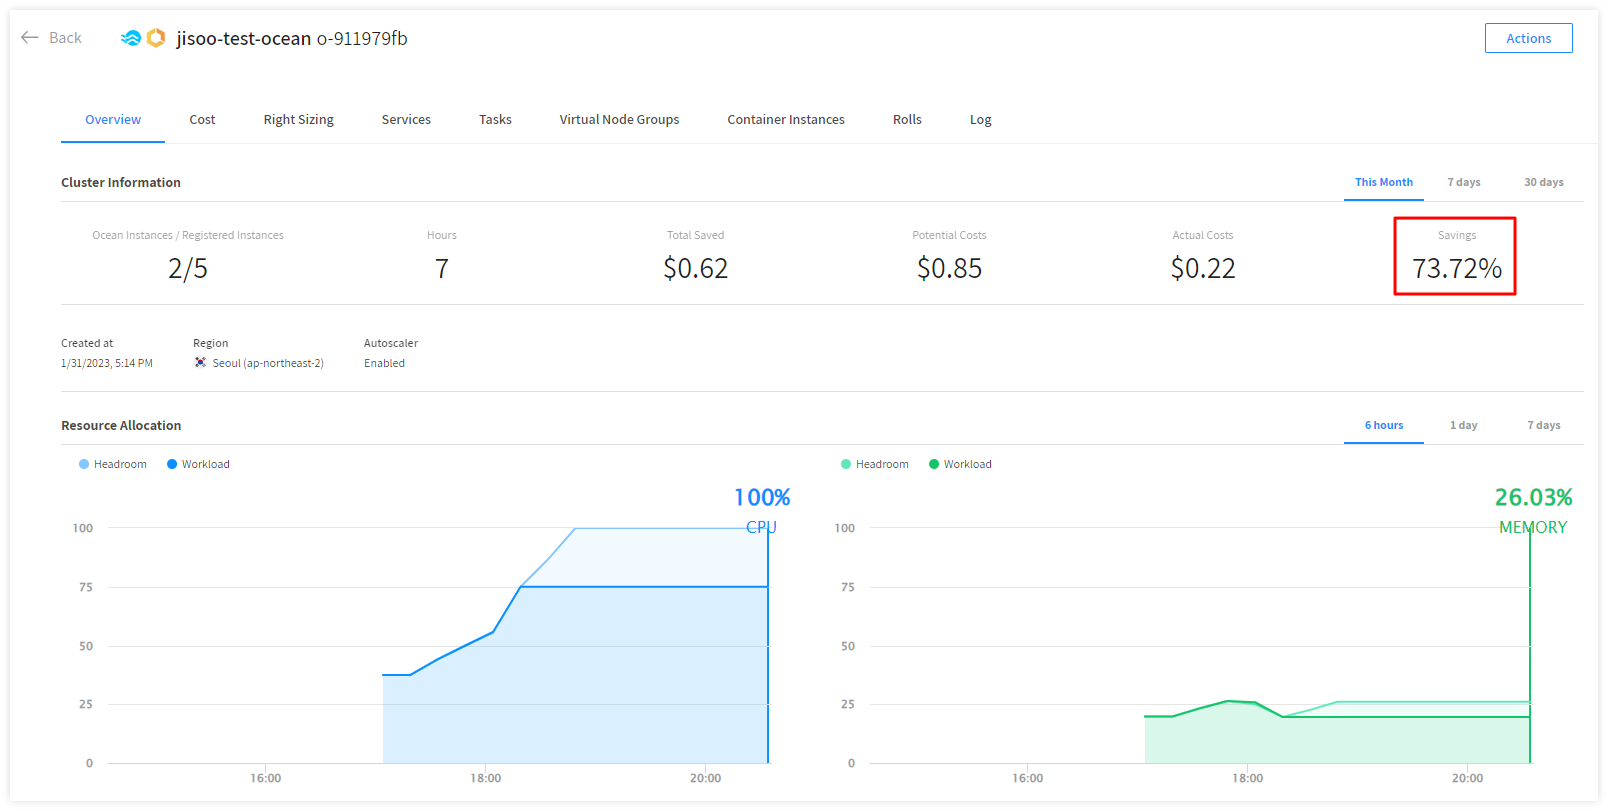 Back
jisoo-test-ocean o-911979fb
Actions
Overview Cost Right Sizing Services Tasks Virtual Node Groups Container Instances Rolls Log
Cluster Information
This Month 7 days 30 days
Ocean Instances / Registered Instances Hours Total Saved Potential Costs Actual Costs Savings
2/5 7 $0.62 $0.85 $0.22 73.72%
Created at Region Autoscaler
1/31/2023, 5:14 PM Seoul (ap-northeast-2) Enabled
Resource Allocation
6 hours 1 day 7 days
Headroom Workload
100%
CPU
100
75
50
25
0
16:00 18:00 20:00
Headroom Workload
26.03%
MEMORY
100
75
50
25
0
16:00 18:00 20:00